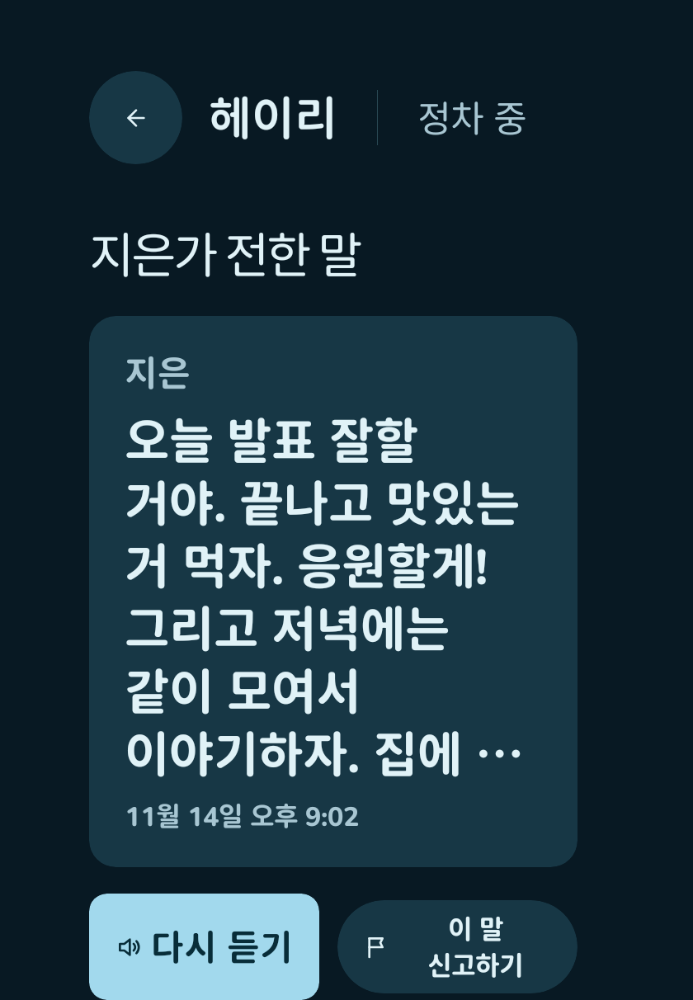 헤이리
정차 중
지은가 전한 말
지은
오늘 발표 잘할
거야. 끝나고 맛있는
거 먹자. 응원할게!
그리고 저녁에는
같이 모여서
이야기하자. 집에 …
11월 14일 오후 9:02
다시 듣기
이 말
신고하기